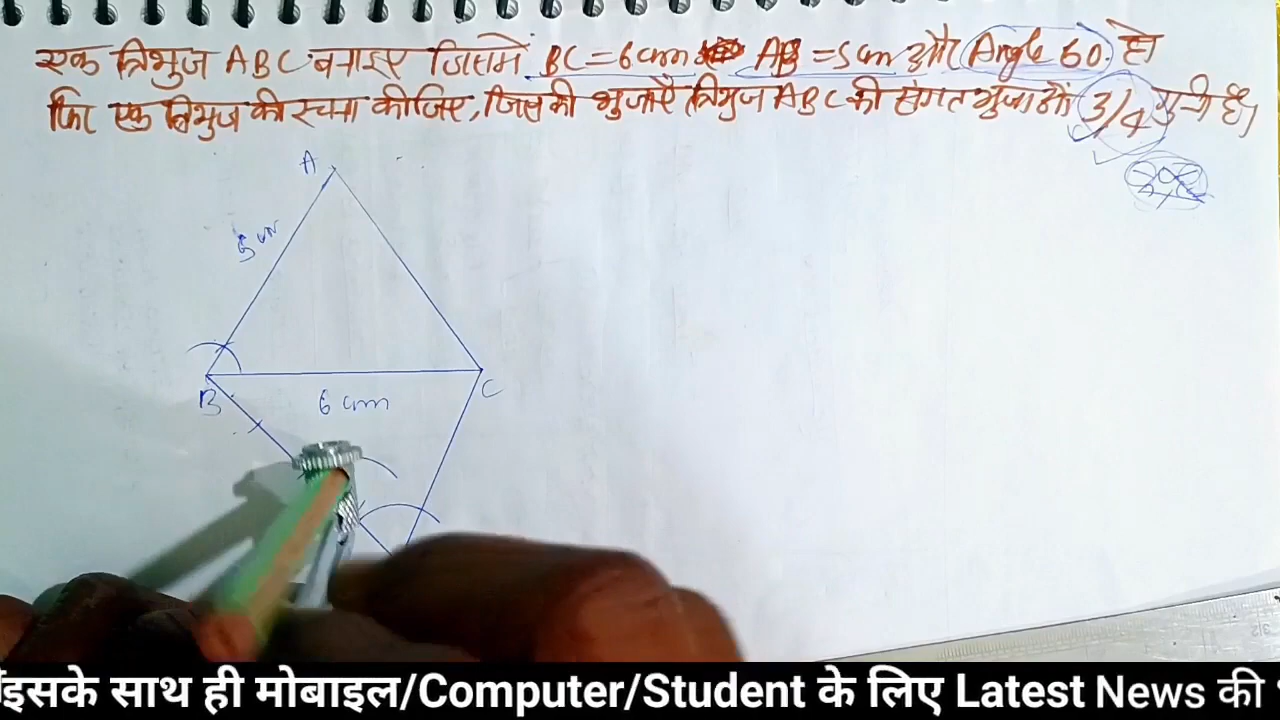 एक त्रिभुज ABC बनाइए जिसमें BC = 6 cm AB = 5 cm और Angle 60. हो
फिर एक त्रिभुज की रचना कीजिए, जिसकी भुजाएँ त्रिभुज ABC की संगत भुजाओं की 3/4 गुनी हैं।
A
5 cm
B
6 cm
C
इसके साथ ही मोबाइल/Computer/Student के लिए Latest News की